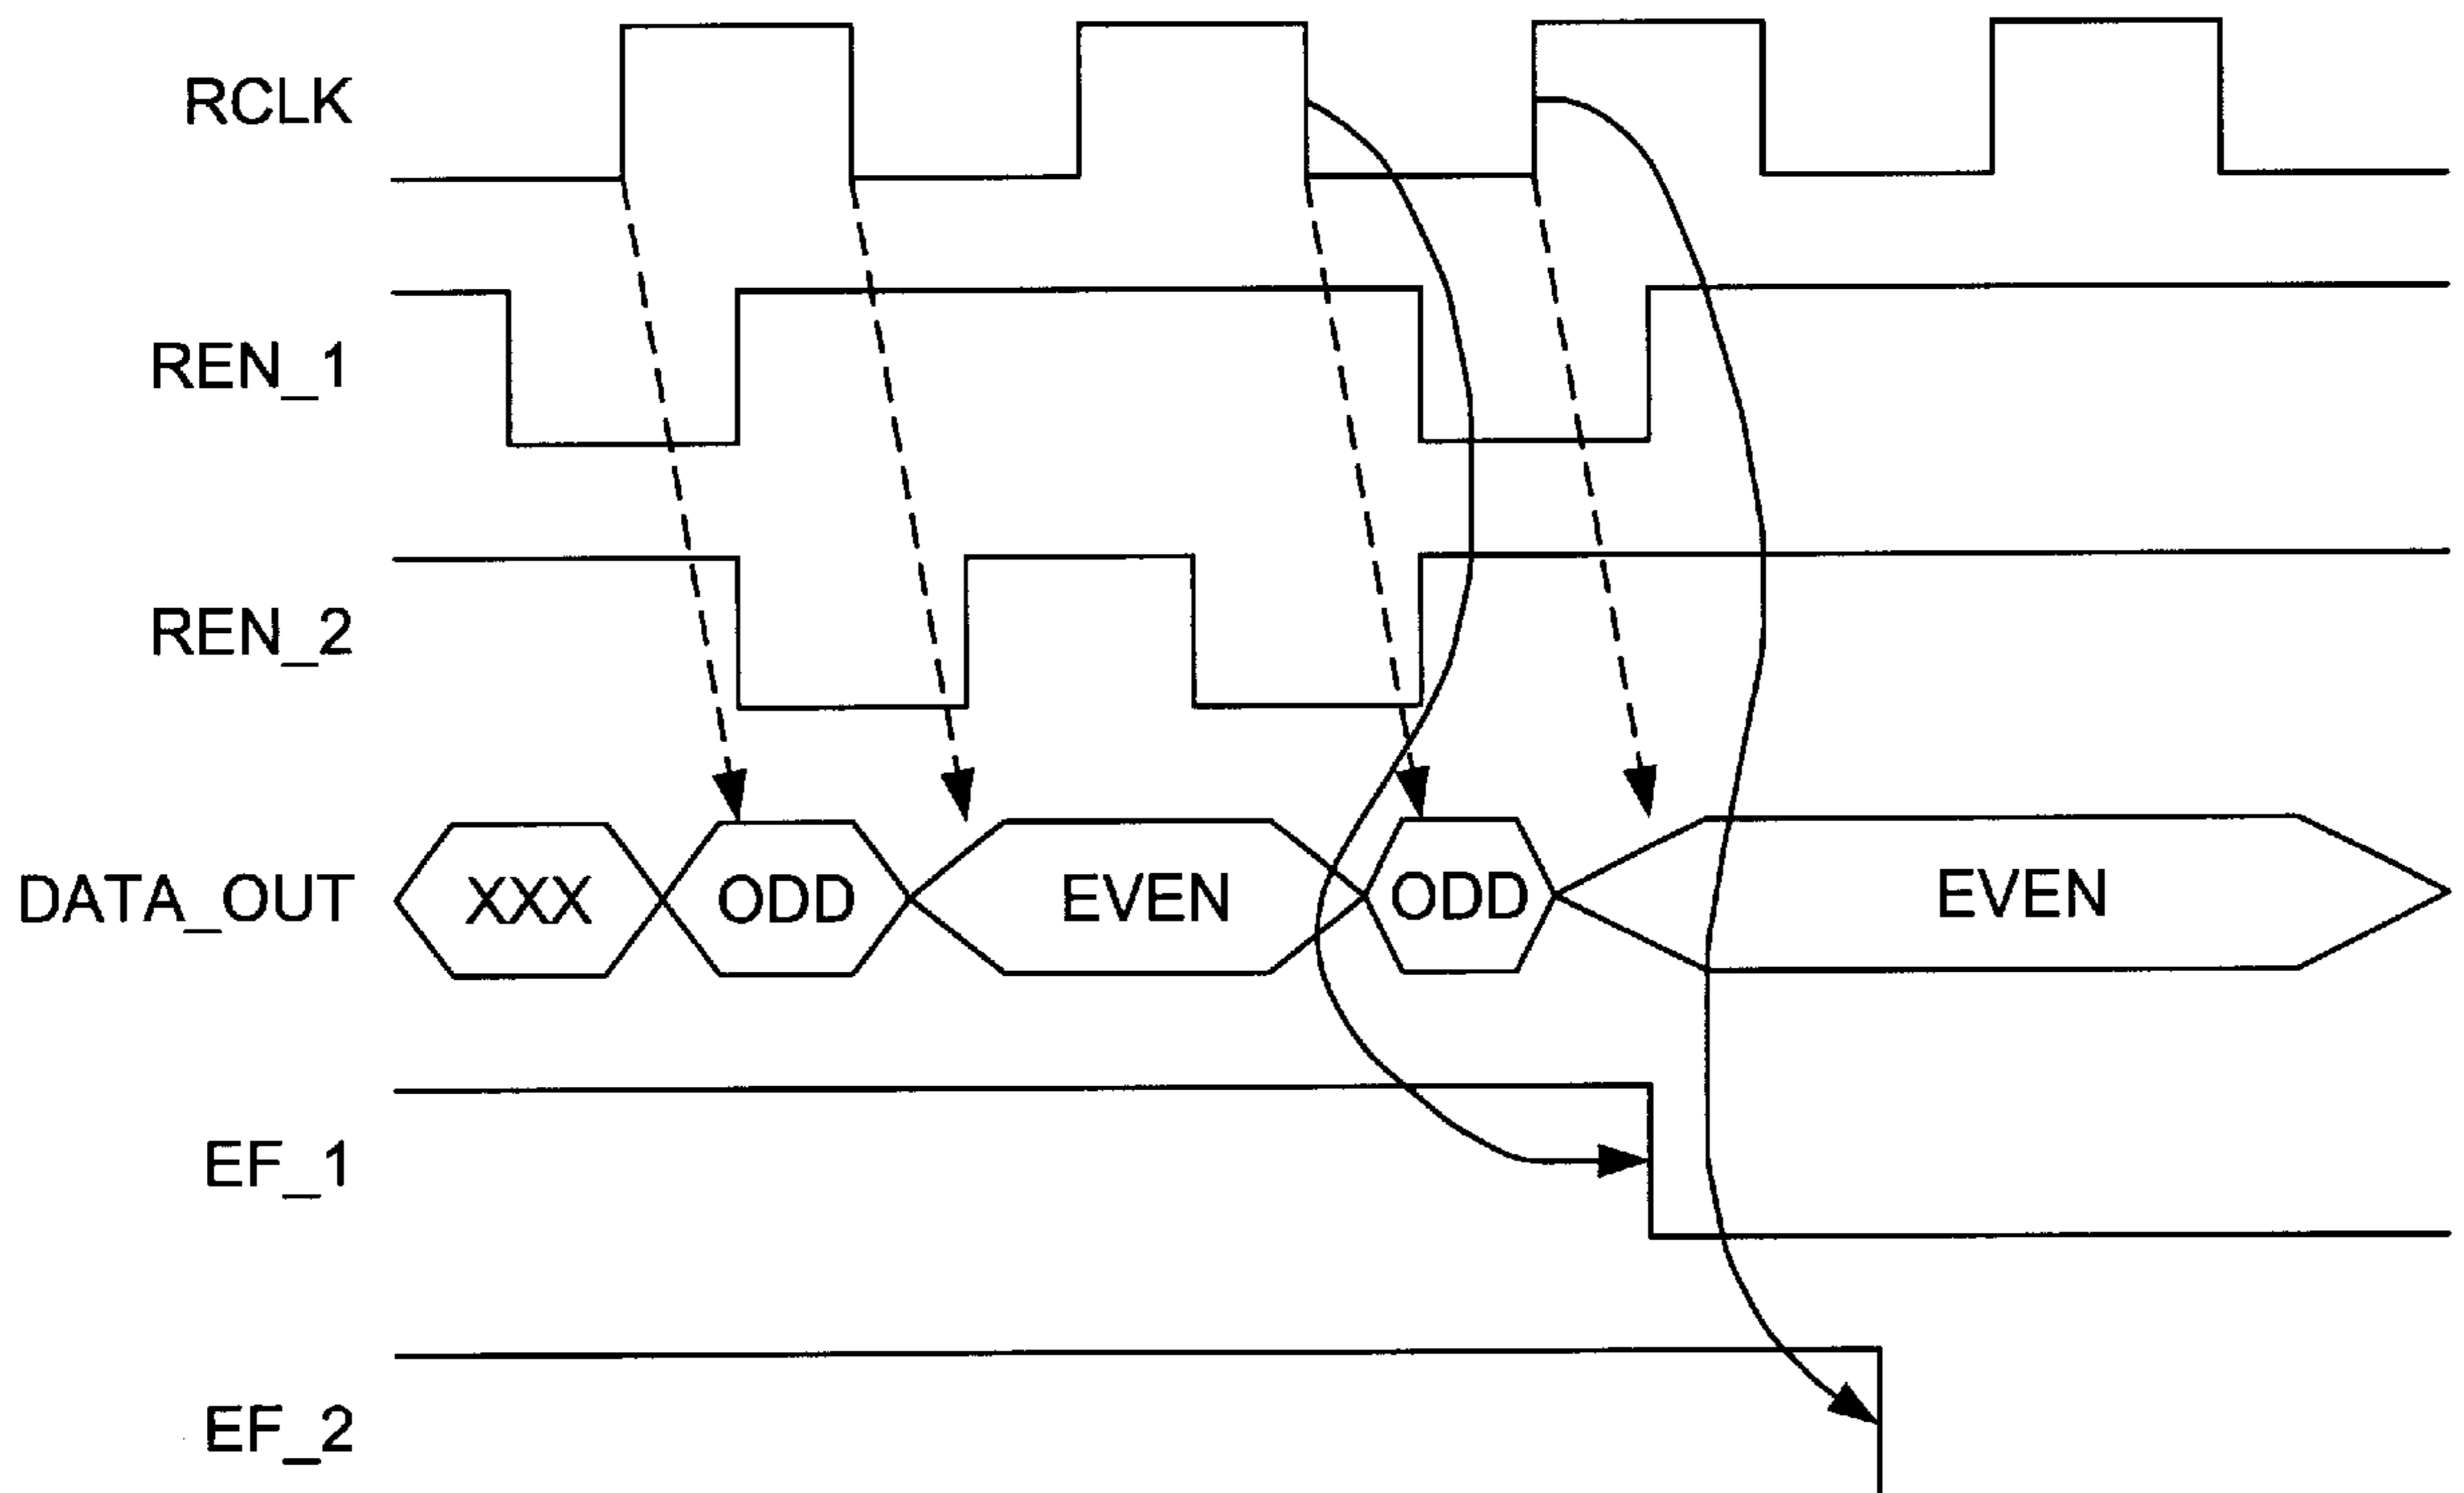 RCLK
REN_1
REN_2
DATA_OUT XXX ODD EVEN ODD EVEN
EF_1
EF_2